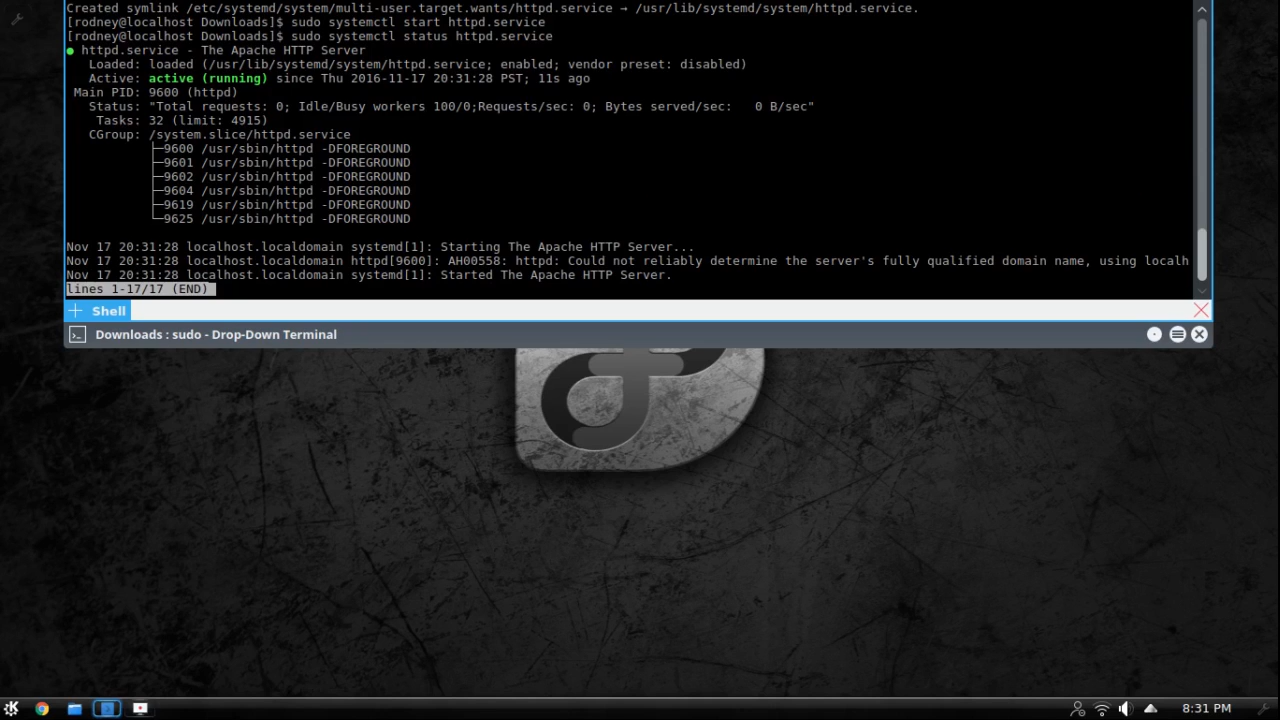 Created symlink /etc/systemd/system/multi-user.target.wants/httpd.service → /usr/lib/systemd/system/httpd.service.
[rodney@localhost Downloads]$ sudo systemctl start httpd.service
[rodney@localhost Downloads]$ sudo systemctl status httpd.service
● httpd.service - The Apache HTTP Server
   Loaded: loaded (/usr/lib/systemd/system/httpd.service; enabled; vendor preset: disabled)
   Active: active (running) since Thu 2016-11-17 20:31:28 PST; 11s ago
 Main PID: 9600 (httpd)
   Status: "Total requests: 0; Idle/Busy workers 100/0;Requests/sec: 0; Bytes served/sec:   0 B/sec"
    Tasks: 32 (limit: 4915)
   CGroup: /system.slice/httpd.service
           ├─9600 /usr/sbin/httpd -DFOREGROUND
           ├─9601 /usr/sbin/httpd -DFOREGROUND
           ├─9602 /usr/sbin/httpd -DFOREGROUND
           ├─9604 /usr/sbin/httpd -DFOREGROUND
           ├─9619 /usr/sbin/httpd -DFOREGROUND
           └─9625 /usr/sbin/httpd -DFOREGROUND
Nov 17 20:31:28 localhost.localdomain systemd[1]: Starting The Apache HTTP Server...
Nov 17 20:31:28 localhost.localdomain httpd[9600]: AH00558: httpd: Could not reliably determine the server's fully qualified domain name, using localh
Nov 17 20:31:28 localhost.localdomain systemd[1]: Started The Apache HTTP Server.
lines 1-17/17 (END)
Shell
Downloads : sudo - Drop-Down Terminal
8:31 PM